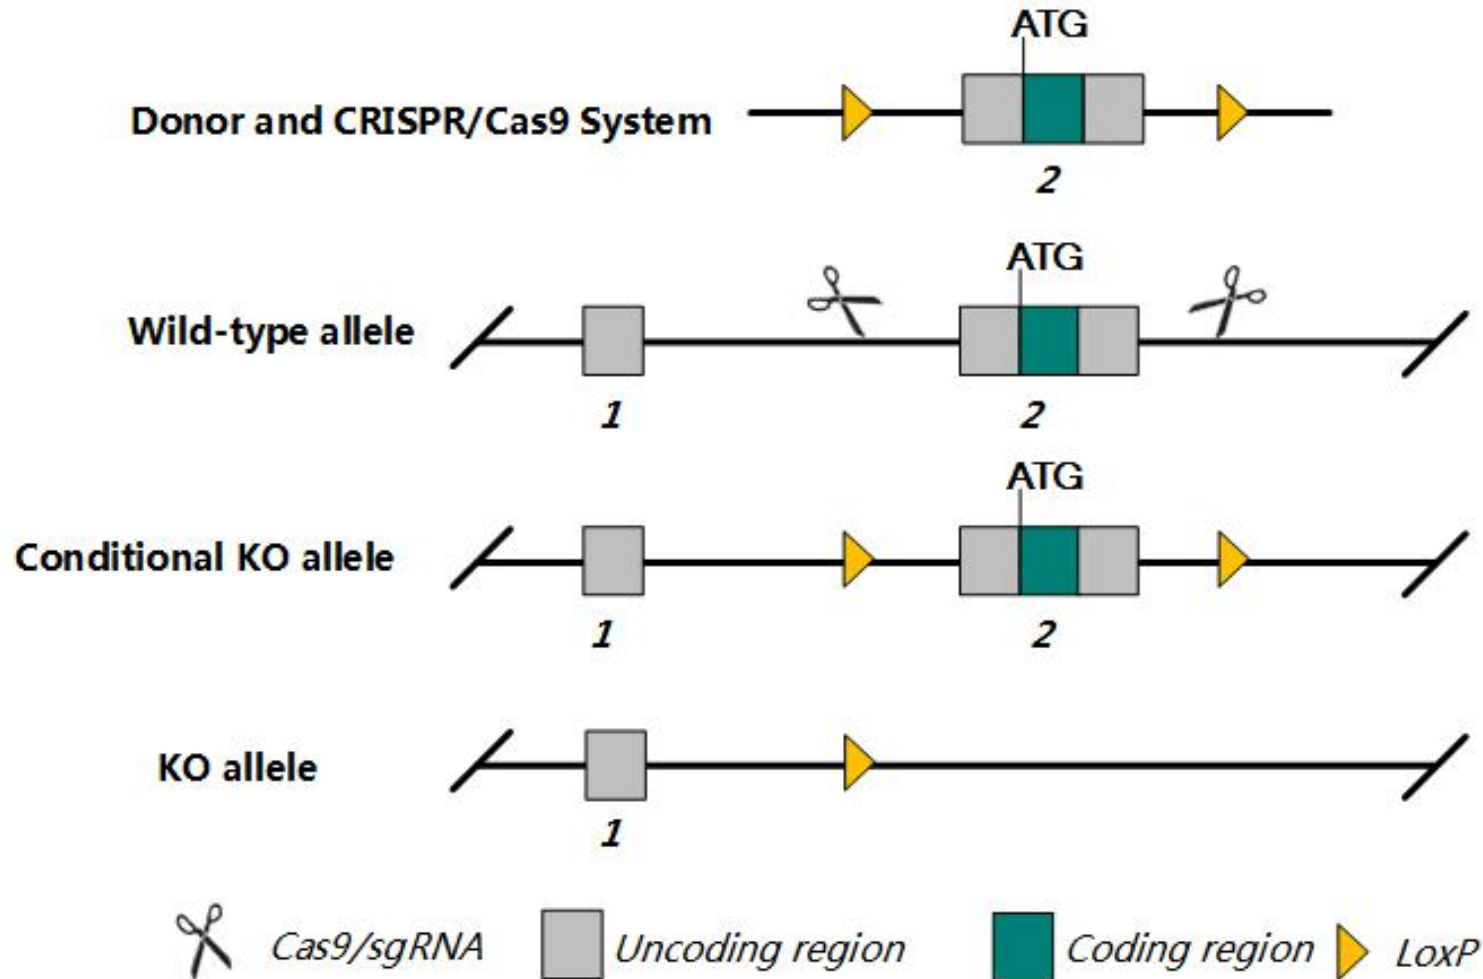 ATG
Donor and CRISPR/Cas9 System
2
ATG
Wild-type allele
1 2
ATG
Conditional KO allele
1 2
KO allele
1
Cas9/sgRNA Uncoding region Coding region LoxP